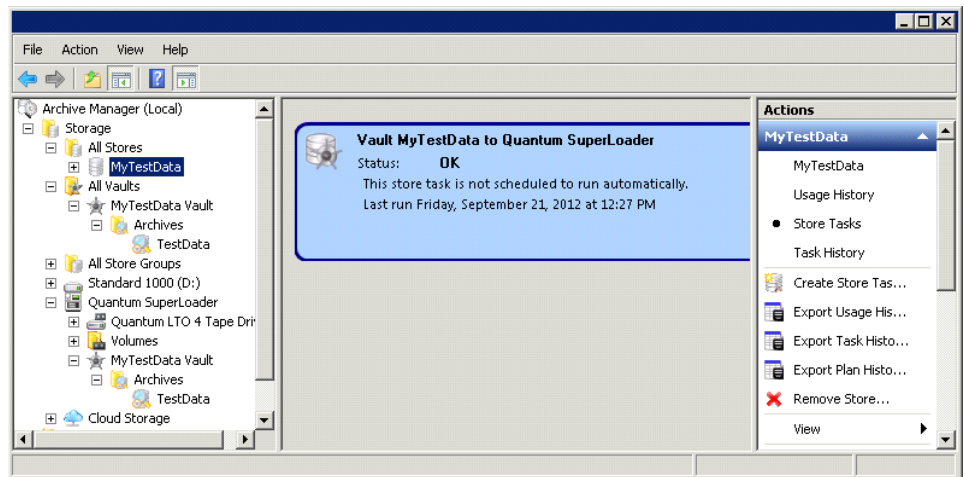 File Action View Help
Archive Manager (Local)
Storage
All Stores
MyTestData
All Vaults
MyTestData Vault
Archives
TestData
All Store Groups
Standard 1000 (D:)
Quantum SuperLoader
Quantum LTO 4 Tape Dri
Volumes
MyTestData Vault
Archives
TestData
Cloud Storage
Vault MyTestData to Quantum SuperLoader
Status: OK
This store task is not scheduled to run automatically.
Last run Friday, September 21, 2012 at 12:27 PM
Actions
MyTestData
MyTestData
Usage History
Store Tasks
Task History
Create Store Tas...
Export Usage His...
Export Task Histo...
Export Plan Histo...
Remove Store...
View